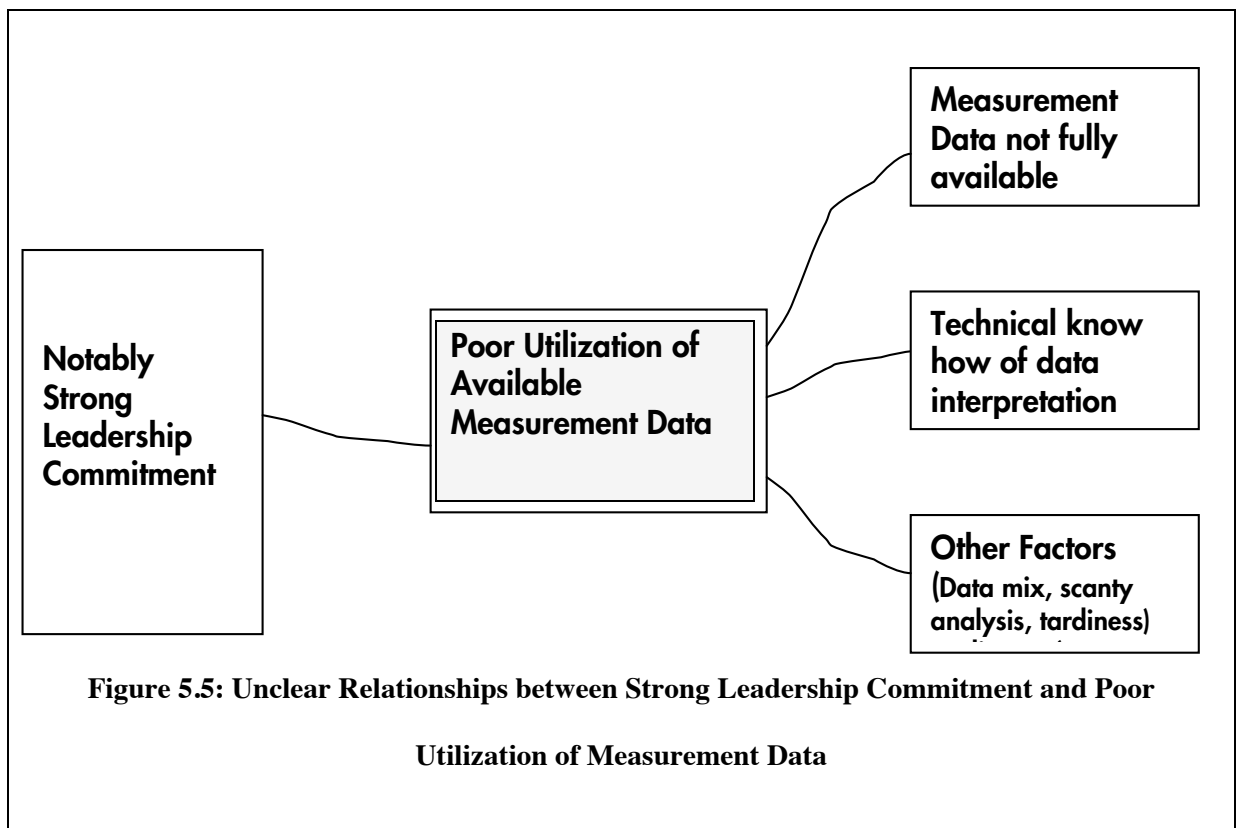 Notably
Strong
Leadership
Commitment
Poor Utilization of
Available
Measurement Data
Measurement
Data not fully
available
Technical know
how of data
interpretation
Other Factors
(Data mix, scanty
analysis, tardiness)
Figure 5.5: Unclear Relationships between Strong Leadership Commitment and Poor
Utilization of Measurement Data